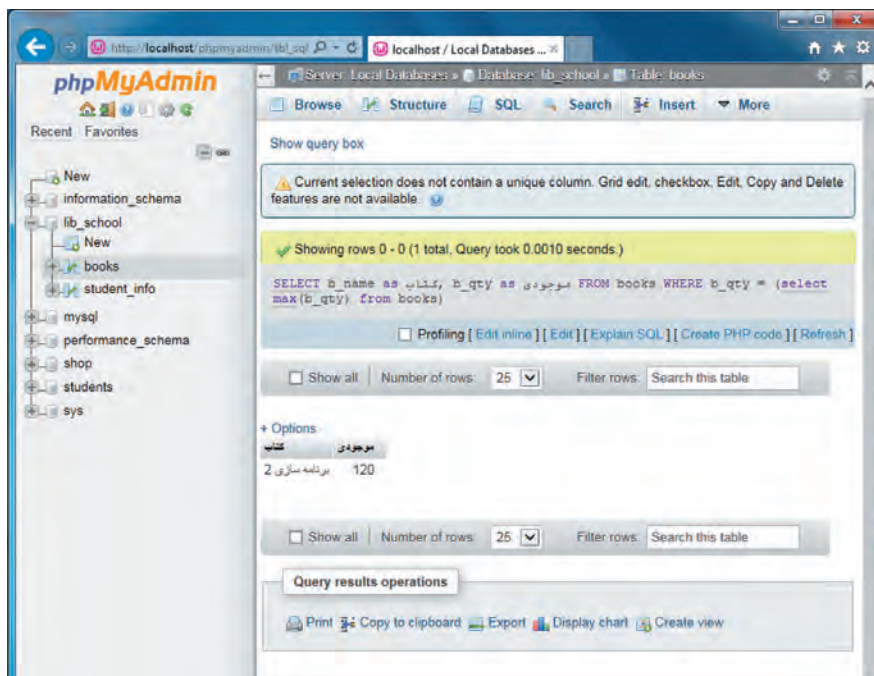 http://localhost/phpmyadmin/tbl_sql
localhost / Local Databases ...
phpMyAdmin
Recent Favorites
New
information_schema
lib_school
New
books
student_info
mysql
performance_schema
shop
students
sys
Server: Local Databases » Database: lib_school » Table: books
Browse Structure SQL Search Insert More
Show query box
Current selection does not contain a unique column. Grid edit, checkbox, Edit, Copy and Delete
features are not available.
Showing rows 0 - 0 (1 total, Query took 0.0010 seconds.)
SELECT b_name as کتاب, b_qty as موجودی FROM books WHERE b_qty = (select
max(b_qty) from books)
Profiling [ Edit inline ] [ Edit ] [ Explain SQL ] [ Create PHP code ] [ Refresh ]
Show all Number of rows: 25 Filter rows: Search this table
+ Options
کتاب موجودی
برنامه سازی 2 120
Show all Number of rows: 25 Filter rows: Search this table
Query results operations
Print Copy to clipboard Export Display chart Create view